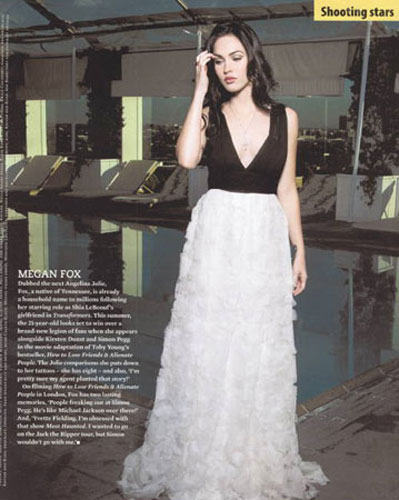 Shooting stars
MEGAN FOX
Dubbed the next Angelina Jolie,
Fox, a native of Tennessee, is already
a household name to millions following
her starring role as Shia LeBeouf's
girlfriend in Transformers. This summer,
the 21-year-old looks set to win over a
brand-new legion of fans when she appears
alongside Kirsten Dunst and Simon Pegg
in the movie adaptation of Toby Young's
bestseller, How to Lose Friends & Alienate
People. The Jolie comparisons she puts down
to her tattoos – she has eight – and also, 'I'm
pretty sure my agent planted that story!'
On filming How to Lose Friends & Alienate
People in London, Fox has two lasting
memories, 'People freaking out at Simon
Pegg. He's like Michael Jackson over there!'
And, 'Yvette Fielding. I'm obsessed with
that show Most Haunted. I wanted to go
on the Jack the Ripper tour, but Simon
wouldn't go with me.'